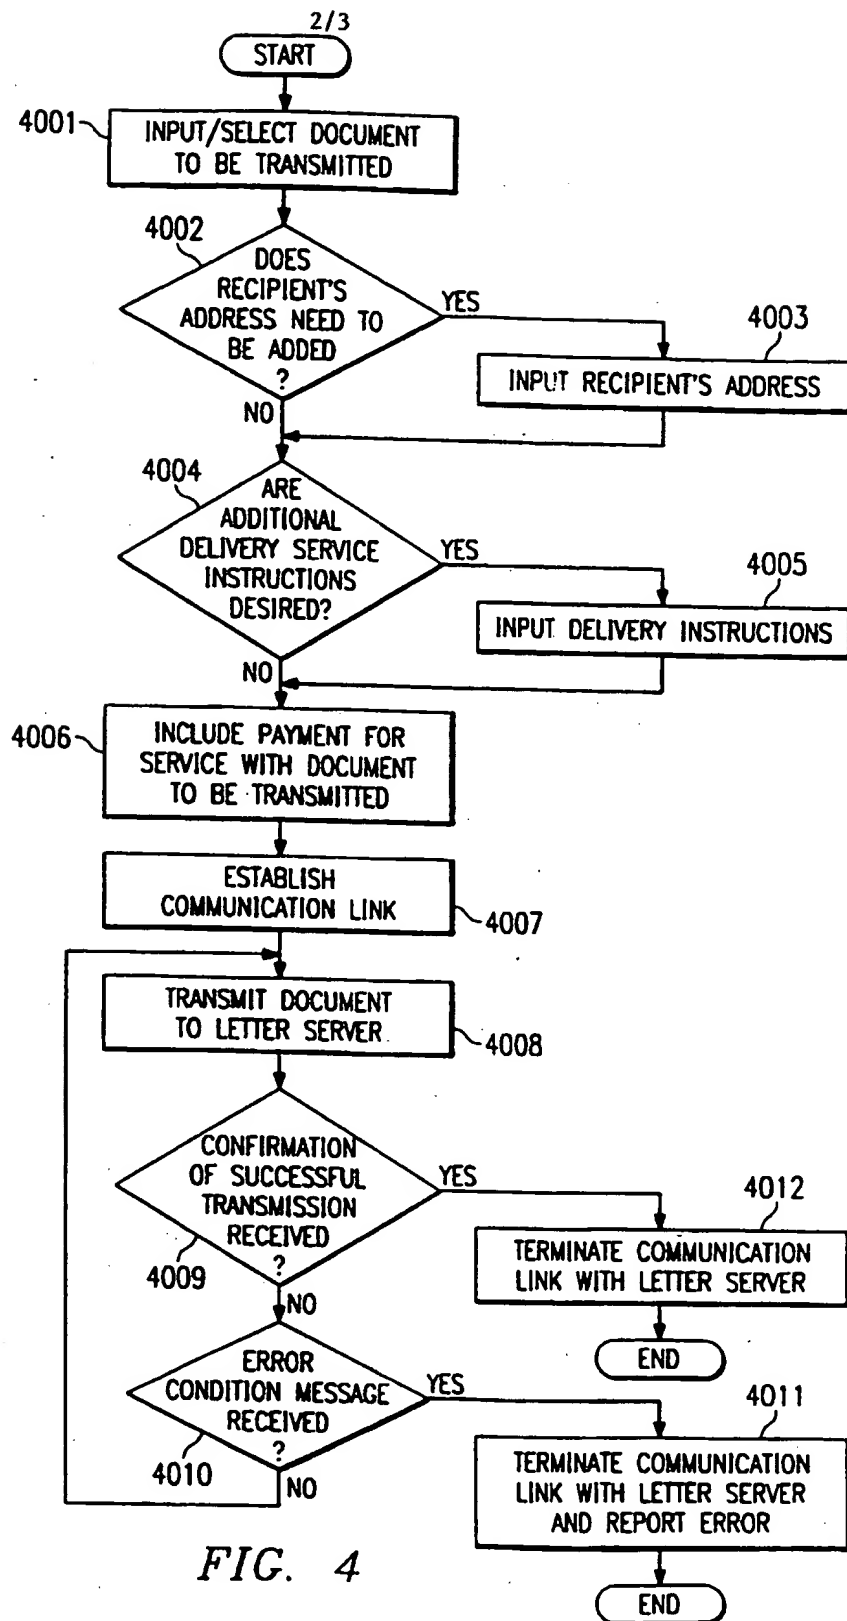 2/3
START
4001
INPUT/SELECT DOCUMENT
TO BE TRANSMITTED
4002
DOES
RECIPIENT'S
ADDRESS NEED TO
BE ADDED
?
YES
NO
4003
INPUT RECIPIENT'S ADDRESS
4004
ARE
ADDITIONAL
DELIVERY SERVICE
INSTRUCTIONS
DESIRED?
YES
NO
4005
INPUT DELIVERY INSTRUCTIONS
4006
INCLUDE PAYMENT FOR
SERVICE WITH DOCUMENT
TO BE TRANSMITTED
ESTABLISH
COMMUNICATION LINK
4007
TRANSMIT DOCUMENT
TO LETTER SERVER
4008
CONFIRMATION
OF SUCCESSFUL
TRANSMISSION
RECEIVED
?
4009
YES
NO
4012
TERMINATE COMMUNICATION
LINK WITH LETTER SERVER
END
ERROR
CONDITION MESSAGE
RECEIVED
?
4010
YES
NO
4011
TERMINATE COMMUNICATION
LINK WITH LETTER SERVER
AND REPORT ERROR
END
FIG. 4